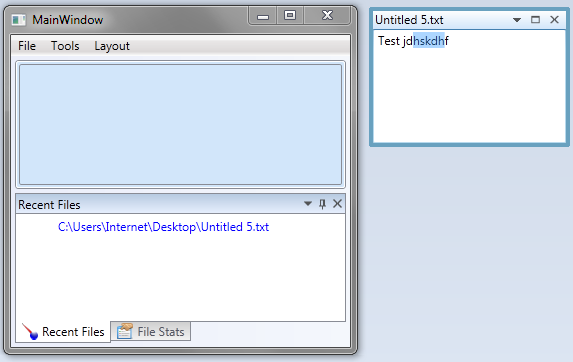 MainWindow
File Tools Layout
Recent Files
C:\Users\Internet\Desktop\Untitled 5.txt
Recent Files File Stats
Untitled 5.txt
Test jdhskdhf